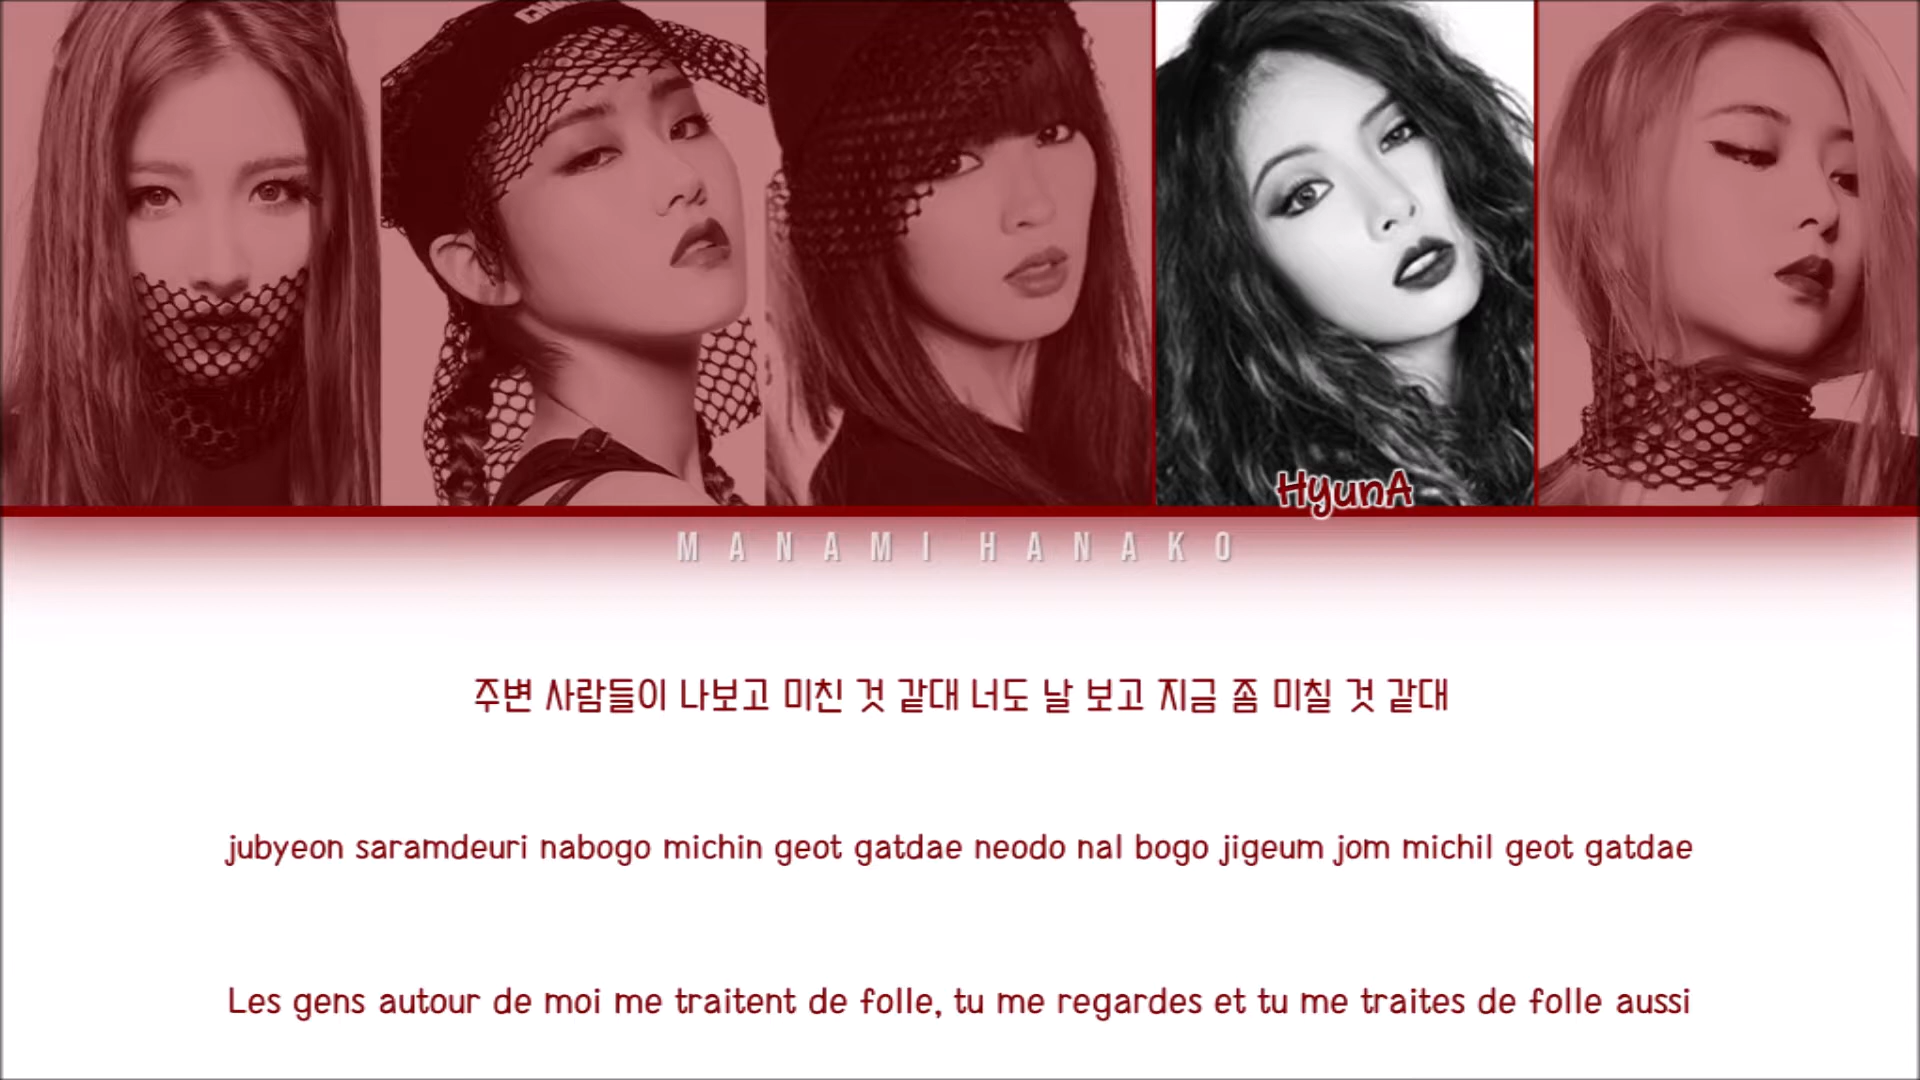 HyunA
MANAMI HANAKO
주변 사람들이 나보고 미친 것 같대 너도 날 보고 지금 좀 미칠 것 같대
jubyeon saramdeuri nabogo michin geot gatdae neodo nal bogo jigeum jom michil geot gatdae
Les gens autour de moi me traitent de folle, tu me regardes et tu me traites de folle aussi